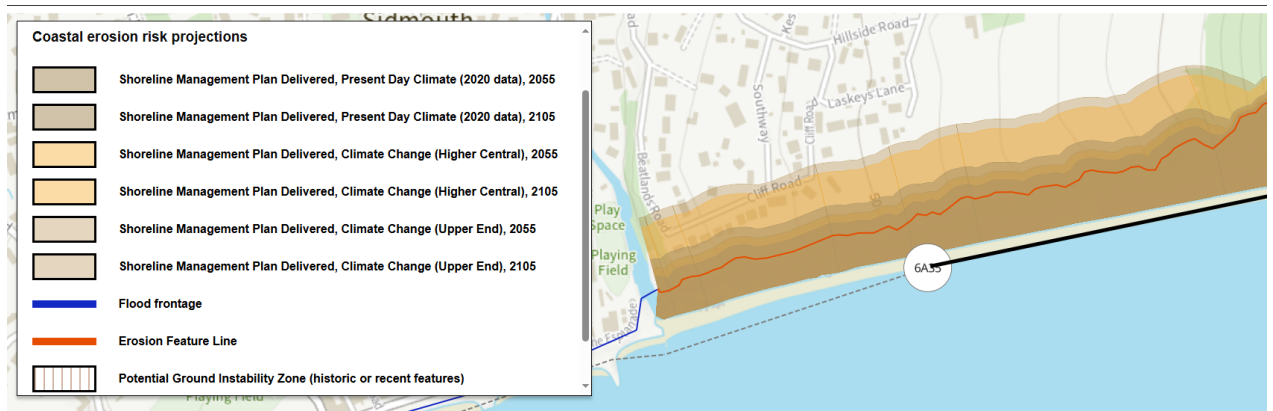 Sidmouth
Coastal erosion risk projections
Shoreline Management Plan Delivered, Present Day Climate (2020 data), 2055
Shoreline Management Plan Delivered, Present Day Climate (2020 data), 2105
Shoreline Management Plan Delivered, Climate Change (Higher Central), 2055
Shoreline Management Plan Delivered, Climate Change (Higher Central), 2105
Shoreline Management Plan Delivered, Climate Change (Upper End), 2055
Shoreline Management Plan Delivered, Climate Change (Upper End), 2105
Flood frontage
Erosion Feature Line
Potential Ground Instability Zone (historic or recent features)
Playing Field
Hillside Road
Laskeys Lane
Southway
Cliff Road
Beatlands Road
Cliff Road
Play
Space
Playing
Field
Esplanade
6A35